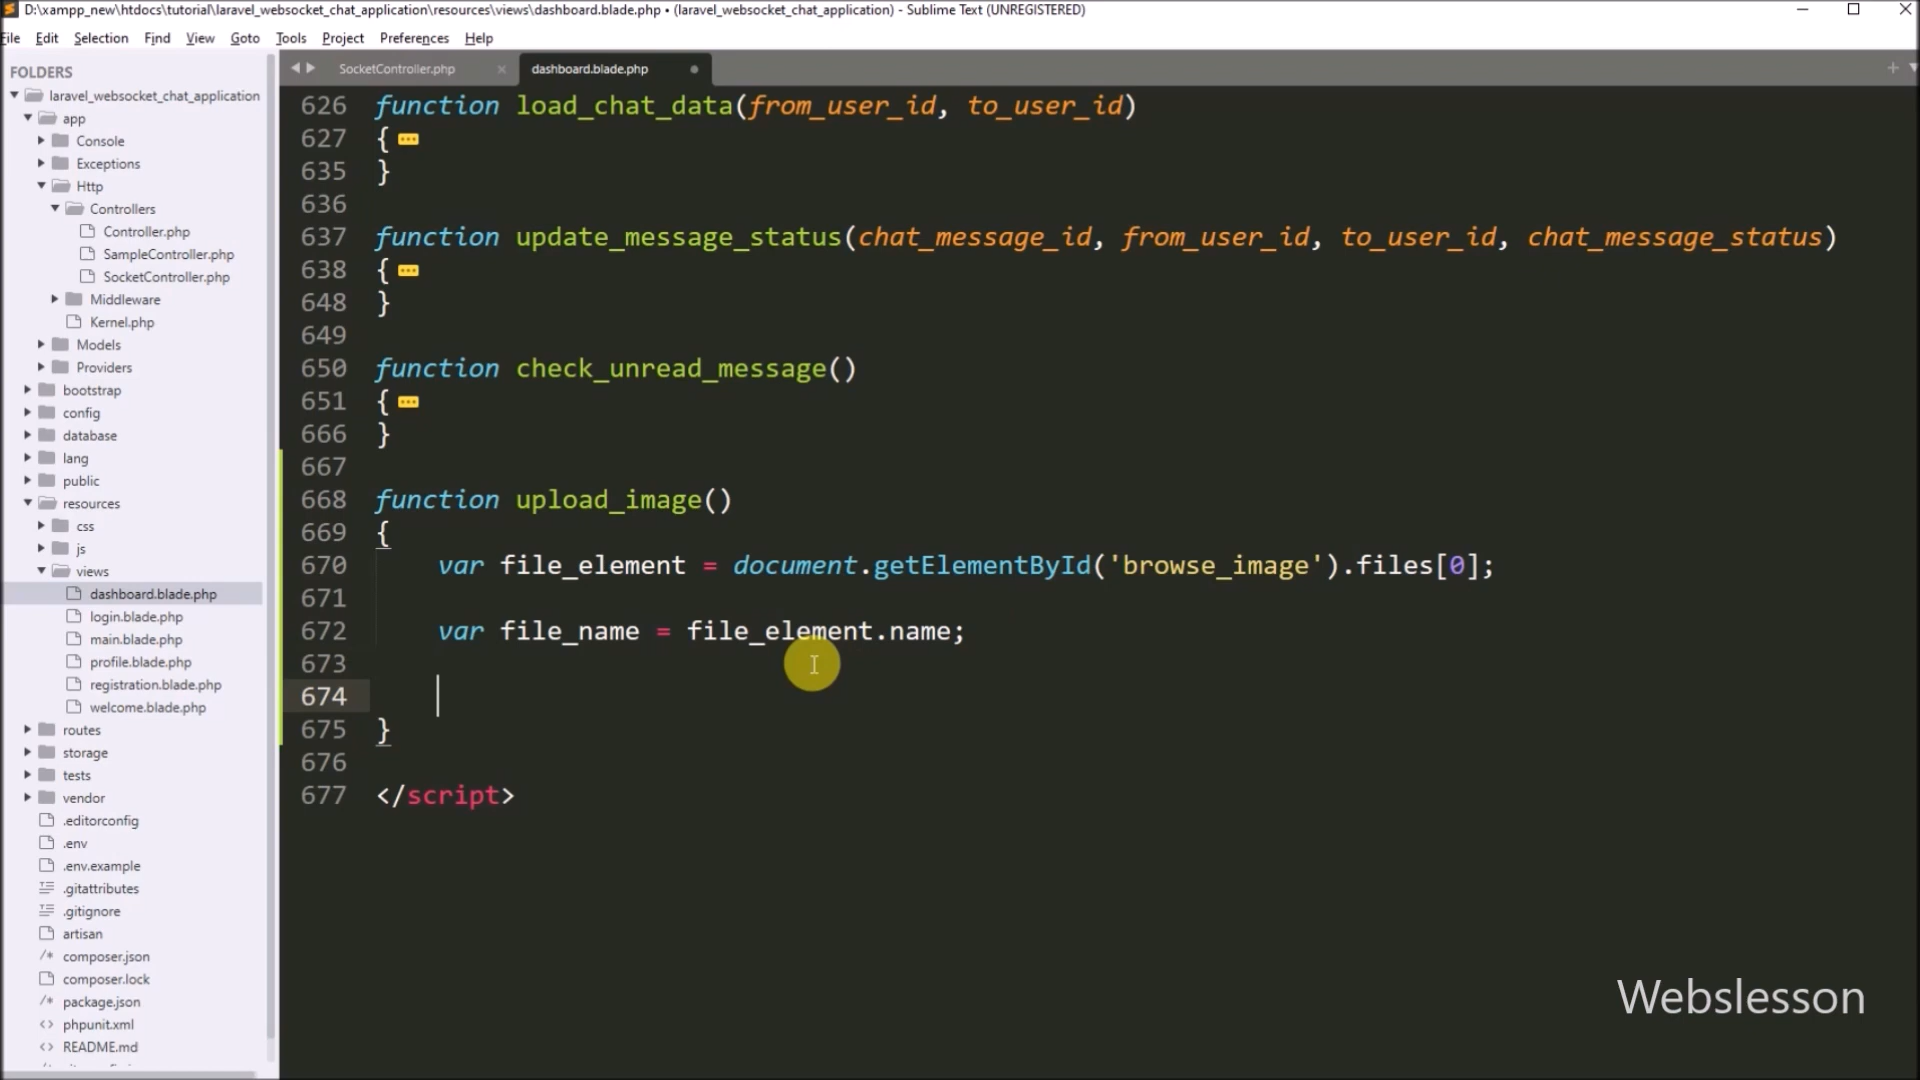 D:\xampp_new\htdocs\tutorial\laravel_websocket_chat_application\resources\views\dashboard.blade.php • (laravel_websocket_chat_application) - Sublime Text (UNREGISTERED)
File Edit Selection Find View Goto Tools Project Preferences Help
SocketController.php
dashboard.blade.php
FOLDERS
laravel_websocket_chat_application
app
Console
Exceptions
Http
Controllers
Controller.php
SampleController.php
SocketController.php
Middleware
Kernel.php
Models
Providers
bootstrap
config
database
lang
public
resources
css
js
views
dashboard.blade.php
login.blade.php
main.blade.php
profile.blade.php
registration.blade.php
welcome.blade.php
routes
storage
tests
vendor
.editorconfig
.env
.env.example
.gitattributes
.gitignore
artisan
composer.json
composer.lock
package.json
phpunit.xml
README.md
626 function load_chat_data(from_user_id, to_user_id)
627 {
635 }
636
637 function update_message_status(chat_message_id, from_user_id, to_user_id, chat_message_status)
638 {
648 }
649
650 function check_unread_message()
651 {
666 }
667
668 function upload_image()
669 {
670 var file_element = document.getElementById('browse_image').files[0];
671
672 var file_name = file_element.name;
673
674
675 }
676
677 </script>
Webslesson